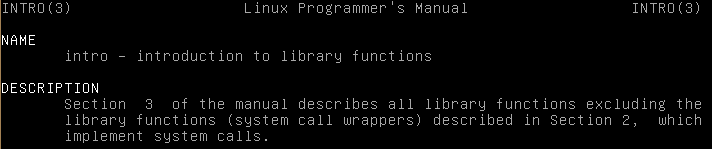 INTRO(3) Linux Programmer's Manual INTRO(3)
NAME
intro – introduction to library functions
DESCRIPTION
Section 3 of the manual describes all library functions excluding the
library functions (system call wrappers) described in Section 2, which
implement system calls.